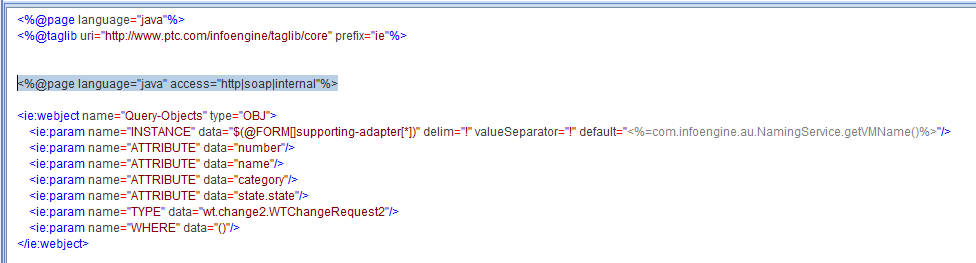 <%@page language="java"%>
<%@taglib uri="http://www.ptc.com/infoengine/taglib/core" prefix="ie"%>
<%@page language="java" access="http|soap|internal"%>
<ie:webject name="Query-Objects" type="OBJ">
<ie:param name="INSTANCE" data="$(@FORM[]supporting-adapter[*])" delim="!" valueSeparator="!" default="<%=com.infoengine.au.NamingService.getVMName()%>"/>
<ie:param name="ATTRIBUTE" data="number"/>
<ie:param name="ATTRIBUTE" data="name"/>
<ie:param name="ATTRIBUTE" data="category"/>
<ie:param name="ATTRIBUTE" data="state.state"/>
<ie:param name="TYPE" data="wt.change2.WTChangeRequest2"/>
<ie:param name="WHERE" data="()"/>
</ie:webject>